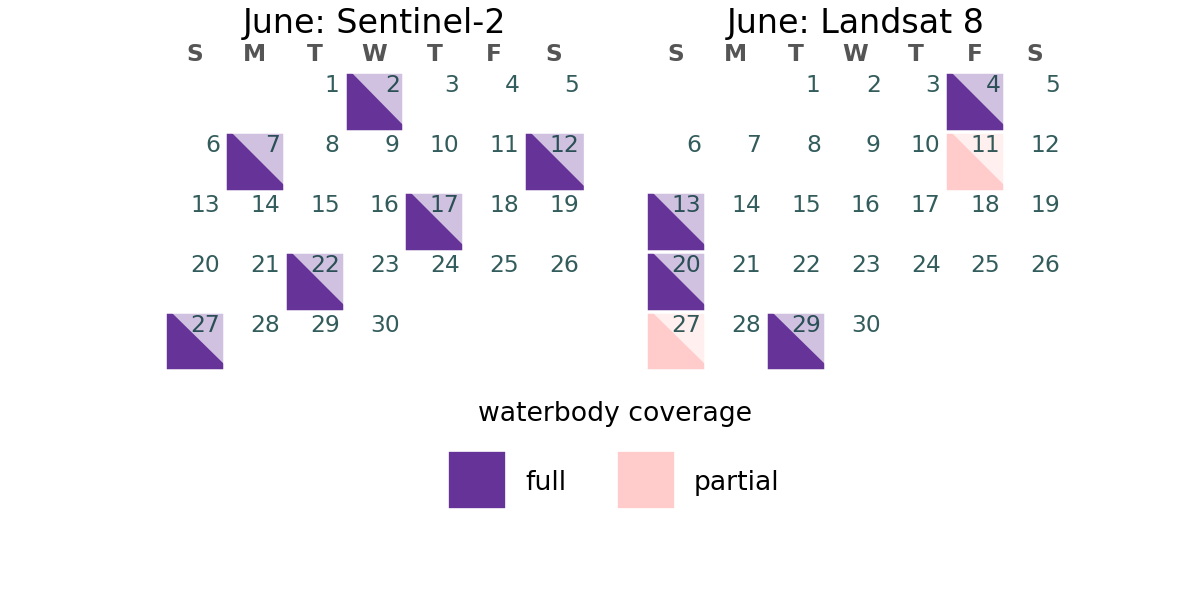 June: Sentinel-2
S M T W T F S
1 2 3 4 5
6 7 8 9 10 11 12
13 14 15 16 17 18 19
20 21 22 23 24 25 26
27 28 29 30
June: Landsat 8
S M T W T F S
1 2 3 4 5
6 7 8 9 10 11 12
13 14 15 16 17 18 19
20 21 22 23 24 25 26
27 28 29 30
waterbody coverage
full partial